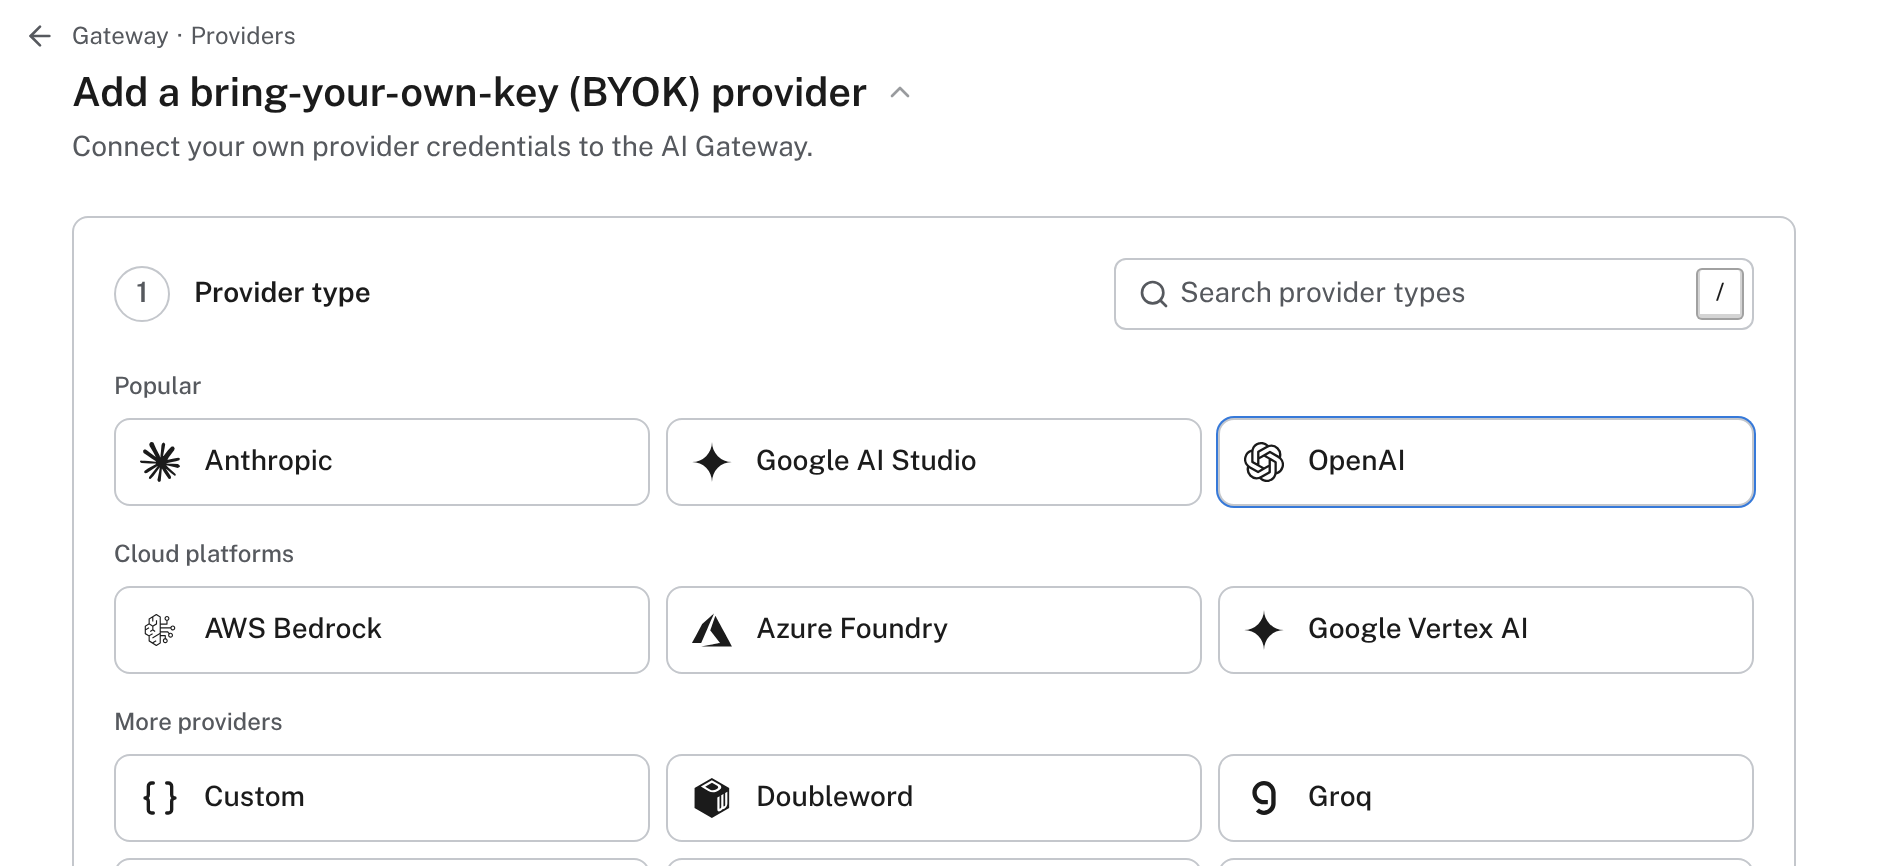 Gateway · Providers
Add a bring-your-own-key (BYOK) provider
Connect your own provider credentials to the AI Gateway.
1 Provider type
Search provider types /
Popular
Anthropic
Google AI Studio
OpenAI
Cloud platforms
AWS Bedrock
Azure Foundry
Google Vertex AI
More providers
Custom
Doubleword
Groq